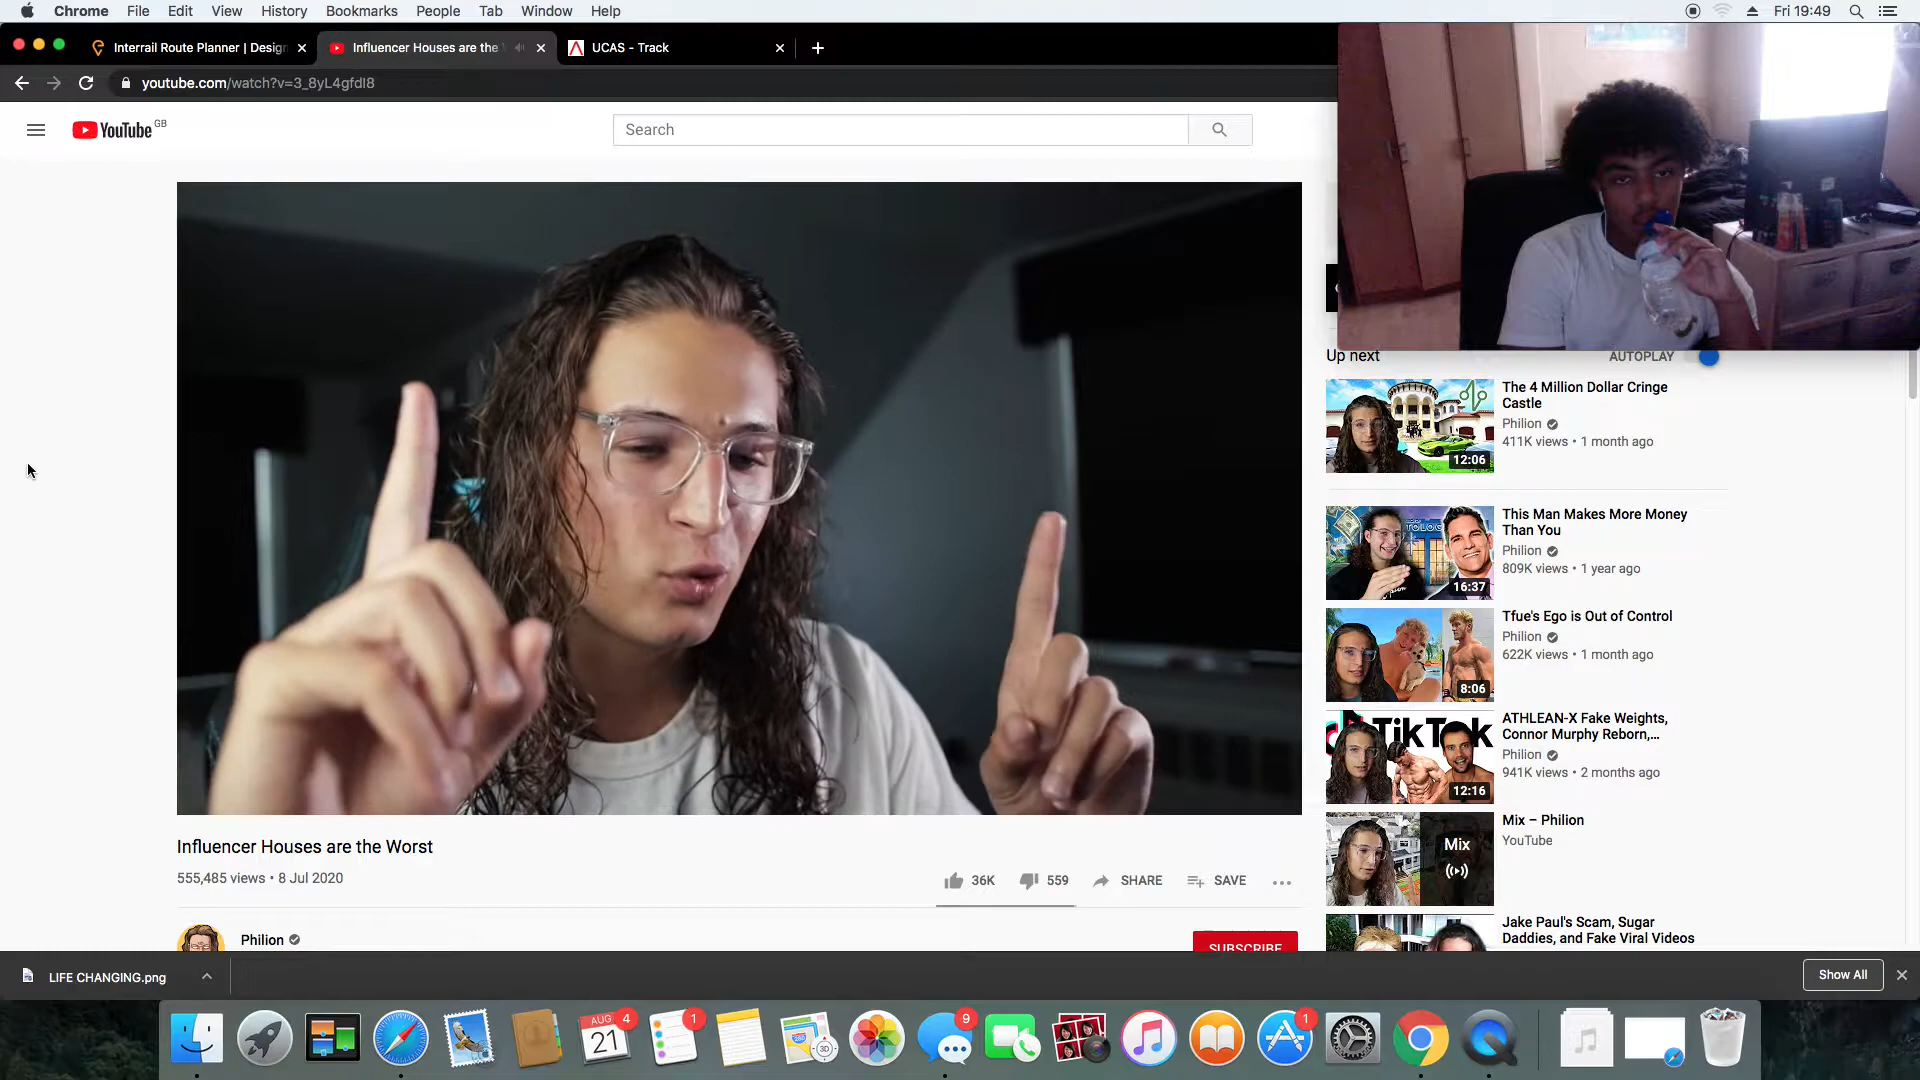 Chrome File Edit View History Bookmarks People Tab Window Help Fri 19:49
Interrail Route Planner | Design
Influencer Houses are the
UCAS - Track
youtube.com/watch?v=3_8yL4gfdI8
YouTube GB
Search
Up next AUTOPLAY
The 4 Million Dollar Cringe
Castle
Philion
411K views • 1 month ago
12:06
This Man Makes More Money
Than You
Philion
809K views • 1 year ago
16:37
Tfue's Ego is Out of Control
Philion
622K views • 1 month ago
8:06
TikTok
ATHLEAN-X Fake Weights,
Connor Murphy Reborn,...
Philion
941K views • 2 months ago
12:16
Mix
Mix – Philion
YouTube
Jake Paul's Scam, Sugar
Daddies, and Fake Viral Videos
Influencer Houses are the Worst
555,485 views • 8 Jul 2020
36K 559 SHARE SAVE
Philion
SUBSCRIBE
LIFE CHANGING.png
Show All
AUG 21
4
1
3D
9
1